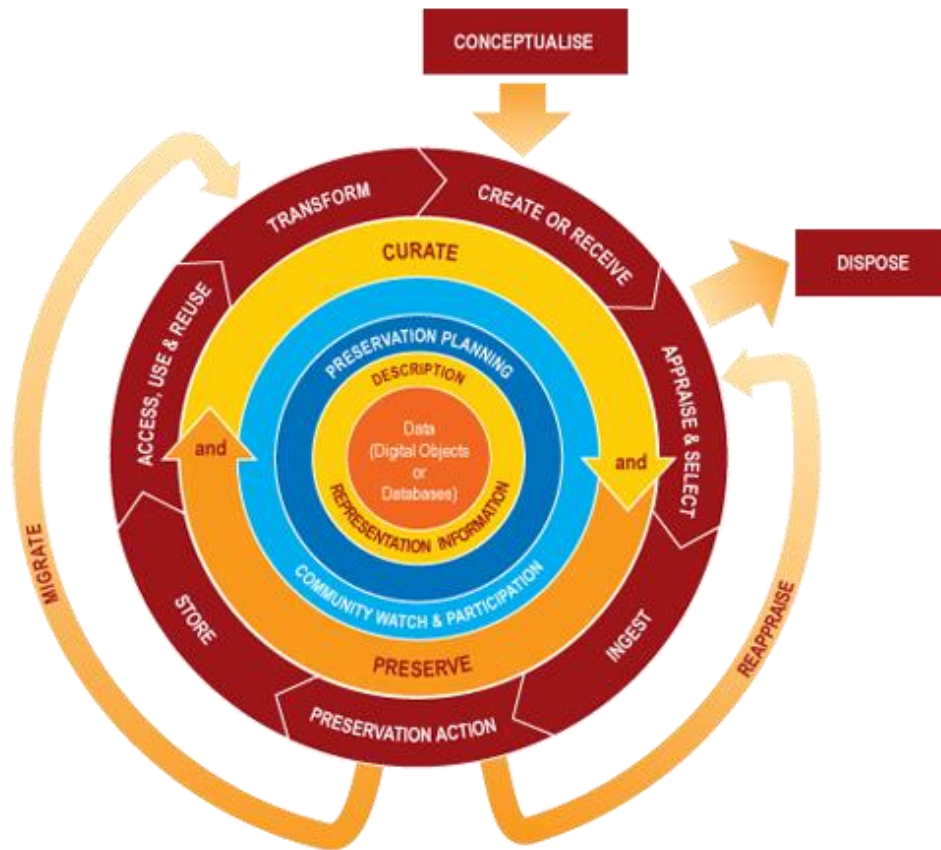 CONCEPTUALISE
CREATE OR RECEIVE
DISPOSE
APPRAISE & SELECT
REAPPRAISE
INGEST
PRESERVATION ACTION
STORE
MIGRATE
ACCESS, USE & REUSE
TRANSFORM
CURATE
and
PRESERVE
and
COMMUNITY WATCH & PARTICIPATION
PRESERVATION PLANNING
DESCRIPTION
REPRESENTATION INFORMATION
Data
(Digital Objects
or
Databases)